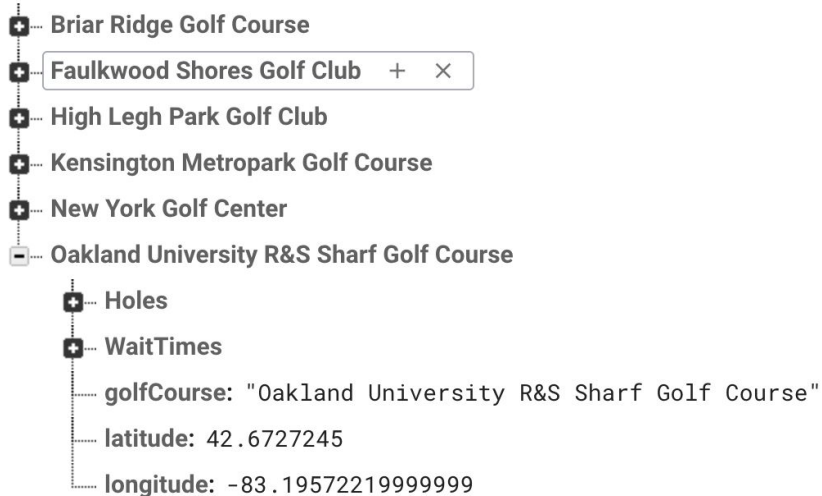 Briar Ridge Golf Course
Faulkwood Shores Golf Club + ×
High Legh Park Golf Club
Kensington Metropark Golf Course
New York Golf Center
Oakland University R&S Sharf Golf Course
Holes
WaitTimes
golfCourse: "Oakland University R&S Sharf Golf Course"
latitude: 42.6727245
longitude: -83.19572219999999